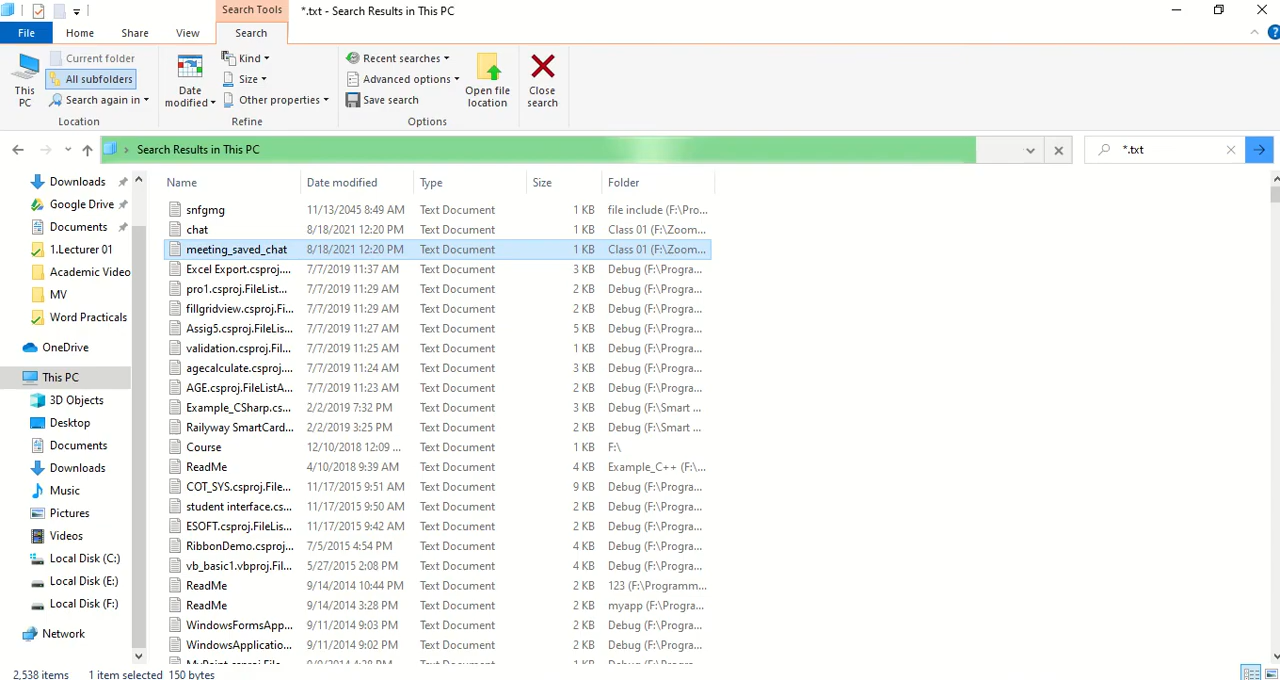 Search Tools
*.txt - Search Results in This PC
File Home Share View Search
This PC
Current folder
All subfolders
Search again in
Location
Date modified
Kind
Size
Other properties
Refine
Recent searches
Advanced options
Save search
Options
Open file location
Close search
Search Results in This PC
*.txt
Downloads
Google Drive
Documents
1.Lecturer 01
Academic Video
MV
Word Practicals
OneDrive
This PC
3D Objects
Desktop
Documents
Downloads
Music
Pictures
Videos
Local Disk (C:)
Local Disk (E:)
Local Disk (F:)
Network
Name Date modified Type Size Folder
snfgmg 11/13/2045 8:49 AM Text Document 1 KB file include (F:\Pro...
chat 8/18/2021 12:20 PM Text Document 1 KB Class 01 (F:\Zoom...
meeting_saved_chat 8/18/2021 12:20 PM Text Document 1 KB Class 01 (F:\Zoom...
Excel Export.csproj.... 7/7/2019 11:37 AM Text Document 3 KB Debug (F:\Progra...
pro1.csproj.FileList... 7/7/2019 11:29 AM Text Document 2 KB Debug (F:\Progra...
fillgridview.csproj.Fi... 7/7/2019 11:29 AM Text Document 2 KB Debug (F:\Progra...
Assig5.csproj.FileLis... 7/7/2019 11:27 AM Text Document 5 KB Debug (F:\Progra...
validation.csproj.Fil... 7/7/2019 11:25 AM Text Document 1 KB Debug (F:\Progra...
agecalculate.csproj.... 7/7/2019 11:24 AM Text Document 3 KB Debug (F:\Progra...
AGE.csproj.FileListA... 7/7/2019 11:23 AM Text Document 2 KB Debug (F:\Progra...
Example_CSharp.cs... 2/2/2019 7:32 PM Text Document 3 KB Debug (F:\Smart ...
Railyway SmartCard... 2/2/2019 3:25 PM Text Document 2 KB Debug (F:\Smart ...
Course 12/10/2018 12:09 ... Text Document 1 KB F:\
ReadMe 4/10/2018 9:39 AM Text Document 4 KB Example_C++ (F:\...
COT_SYS.csproj.File... 11/17/2015 9:51 AM Text Document 9 KB Debug (F:\Progra...
student interface.cs... 11/17/2015 9:50 AM Text Document 2 KB Debug (F:\Progra...
ESOFT.csproj.FileLis... 11/17/2015 9:42 AM Text Document 2 KB Debug (F:\Progra...
RibbonDemo.csproj... 7/5/2015 4:54 PM Text Document 4 KB Debug (F:\Progra...
vb_basic1.vbproj.Fil... 5/27/2015 2:08 PM Text Document 4 KB Debug (F:\Progra...
ReadMe 9/14/2014 10:44 PM Text Document 2 KB 123 (F:\Programm...
ReadMe 9/14/2014 3:28 PM Text Document 2 KB myapp (F:\Progra...
WindowsFormsApp... 9/11/2014 9:03 PM Text Document 2 KB Debug (F:\Progra...
WindowsApplicatio... 9/11/2014 9:02 PM Text Document 2 KB Debug (F:\Progra...
2,538 items 1 item selected 150 bytes